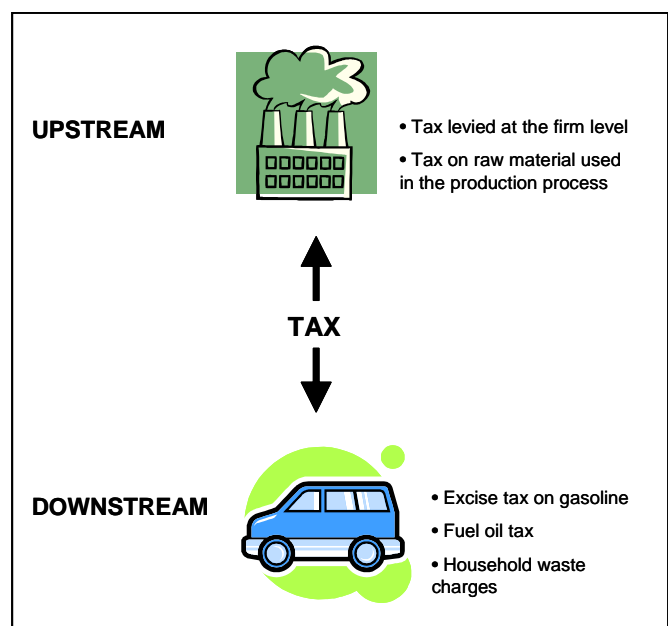 UPSTREAM
• Tax levied at the firm level
• Tax on raw material used
in the production process
TAX
DOWNSTREAM
• Excise tax on gasoline
• Fuel oil tax
• Household waste
charges